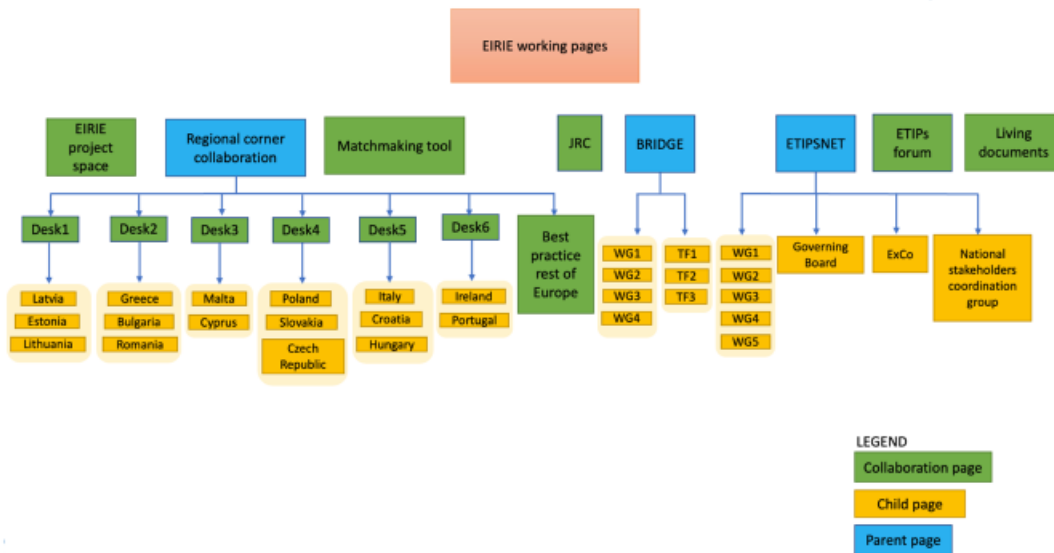 EIRIE working pages
EIRIE
project
space
Regional corner
collaboration
Matchmaking tool
JRC
BRIDGE
ETIPSNET
ETIPs
forum
Living
documents
Desk1
Desk2
Desk3
Desk4
Desk5
Desk6
Best
practice
rest of
Europe
WG1
WG2
WG3
WG4
TF1
TF2
TF3
WG1
WG2
WG3
WG4
WG5
Governing
Board
ExCo
National
stakeholders
coordination
group
Latvia
Estonia
Lithuania
Greece
Bulgaria
Romania
Malta
Cyprus
Poland
Slovakia
Czech
Republic
Italy
Croatia
Hungary
Ireland
Portugal
LEGEND
Collaboration page
Child page
Parent page